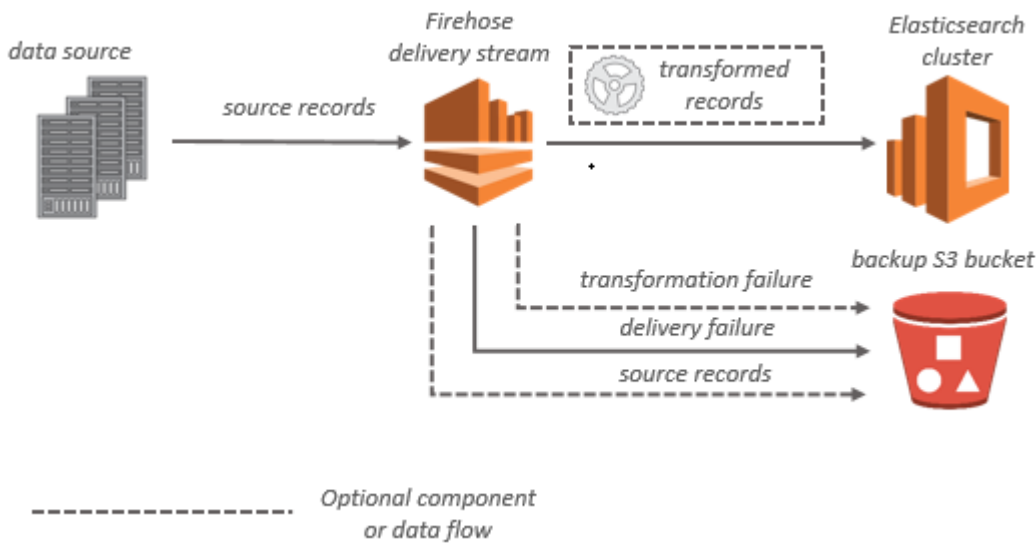 data source
source records
Firehose
delivery stream
transformed
records
Elasticsearch
cluster
backup S3 bucket
transformation failure
delivery failure
source records
Optional component
or data flow